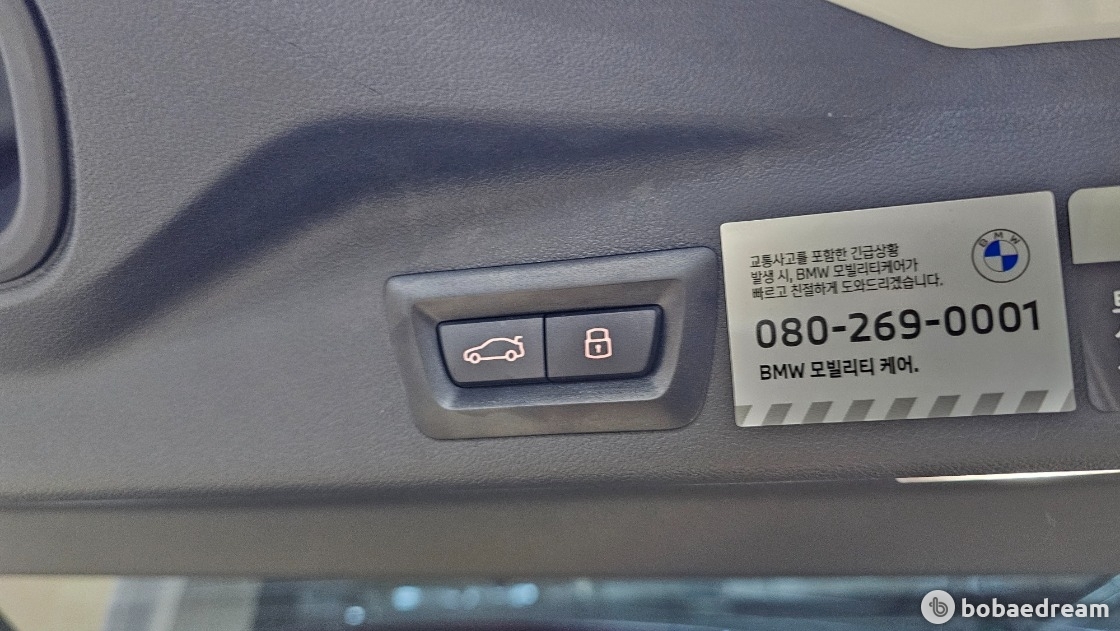 BMW
교통사고를 포함한 긴급상황
발생 시, BMW 모빌리티케어가
빠르고 친절하게 도와드리겠습니다.
080-269-0001
BMW 모빌리티 케어.
bobaedream